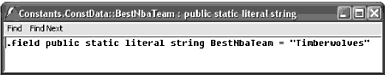 Constants.ConstData::BestNbaTeam : public static literal string
Find Find Next
.field public static literal string BestNbaTeam = "Timberwolves"